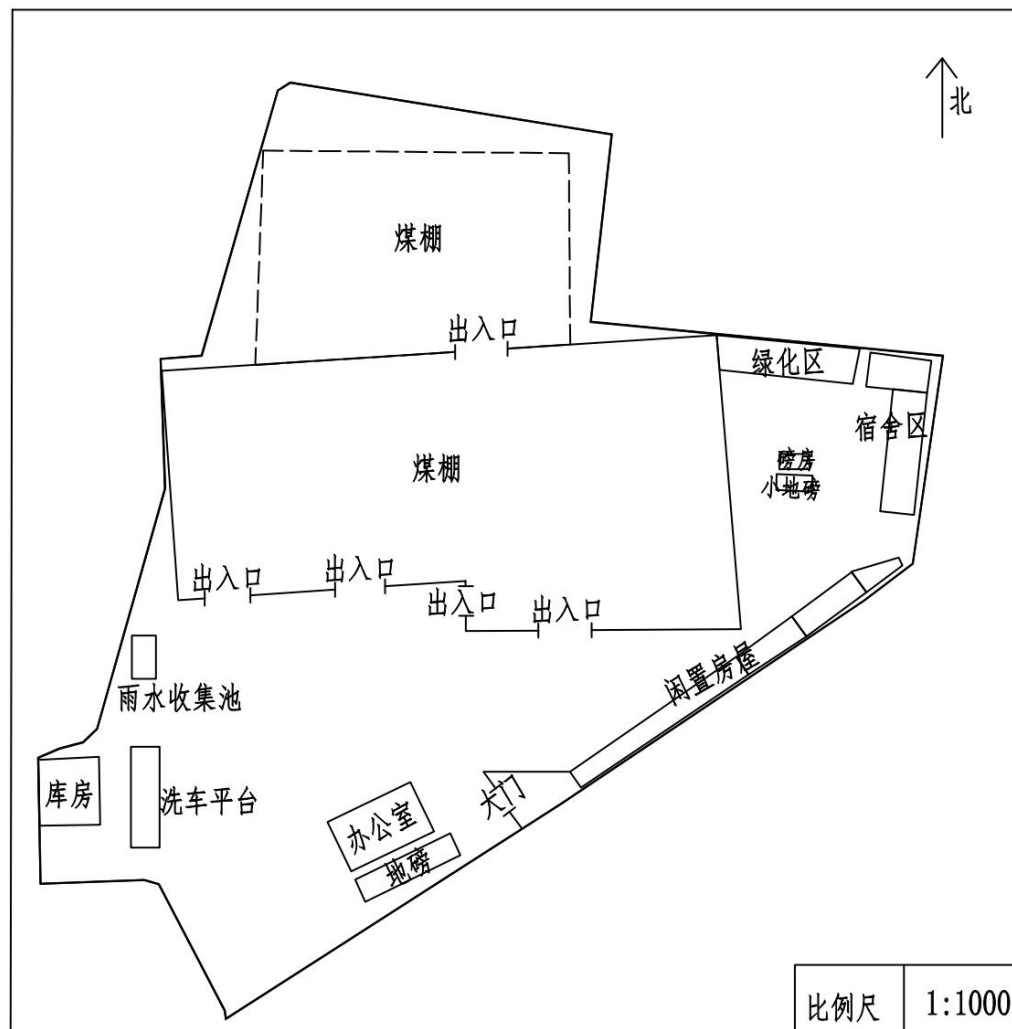 北
煤棚
出入口
绿化区
宿舍区
煤棚
磅房
小地磅
出入口
出入口
出入口
出入口
雨水收集池
闲置房屋
库房
洗车平台
大门
办公室
地磅
比例尺
1:1000